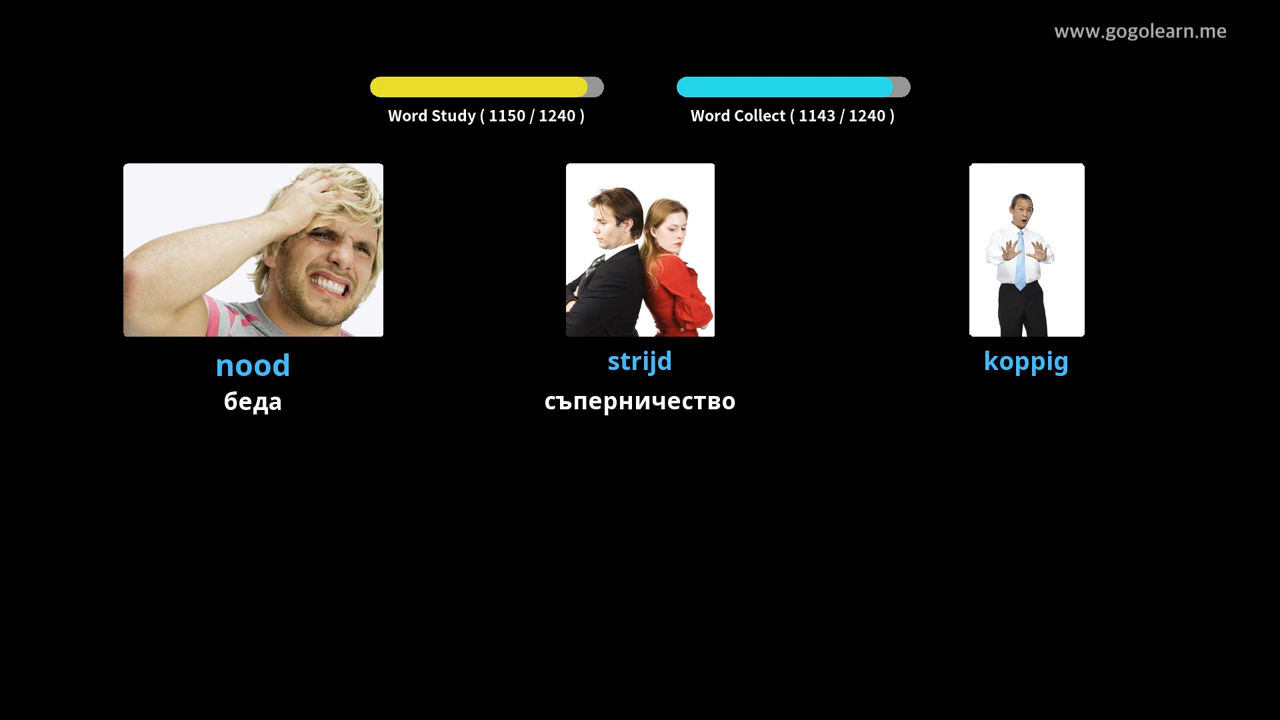 www.gogolearn.me
Word Study ( 1150 / 1240 )
Word Collect ( 1143 / 1240 )
nood
strijd
koppig
беда
съперничество